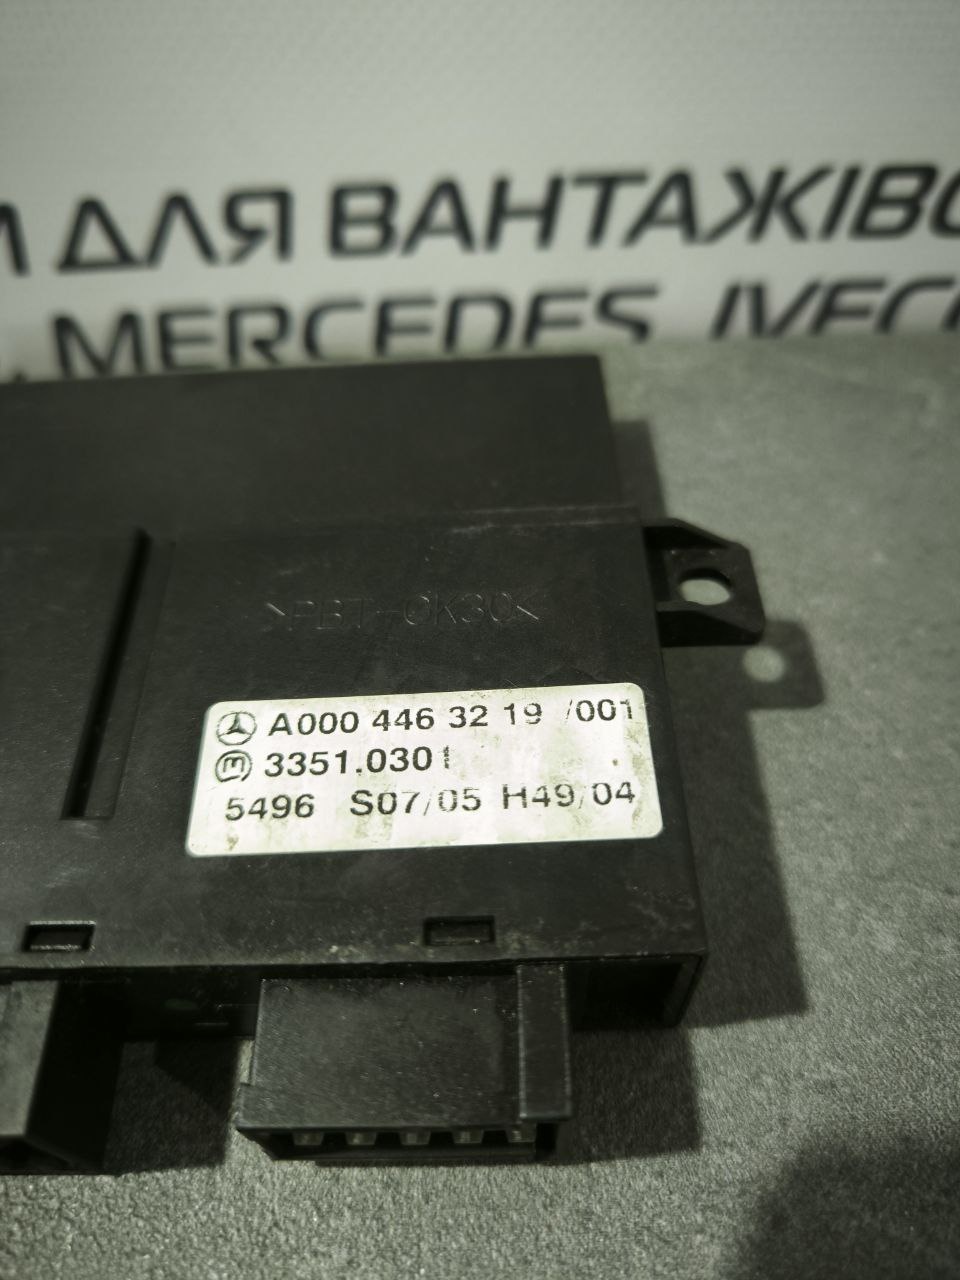 ДЛЯ ВАНТАЖІВО
MERCEDES, IVEC
>PBT-GK30<
A000 446 32 19 /001
3351.0301
5496 S07/05 H49/04